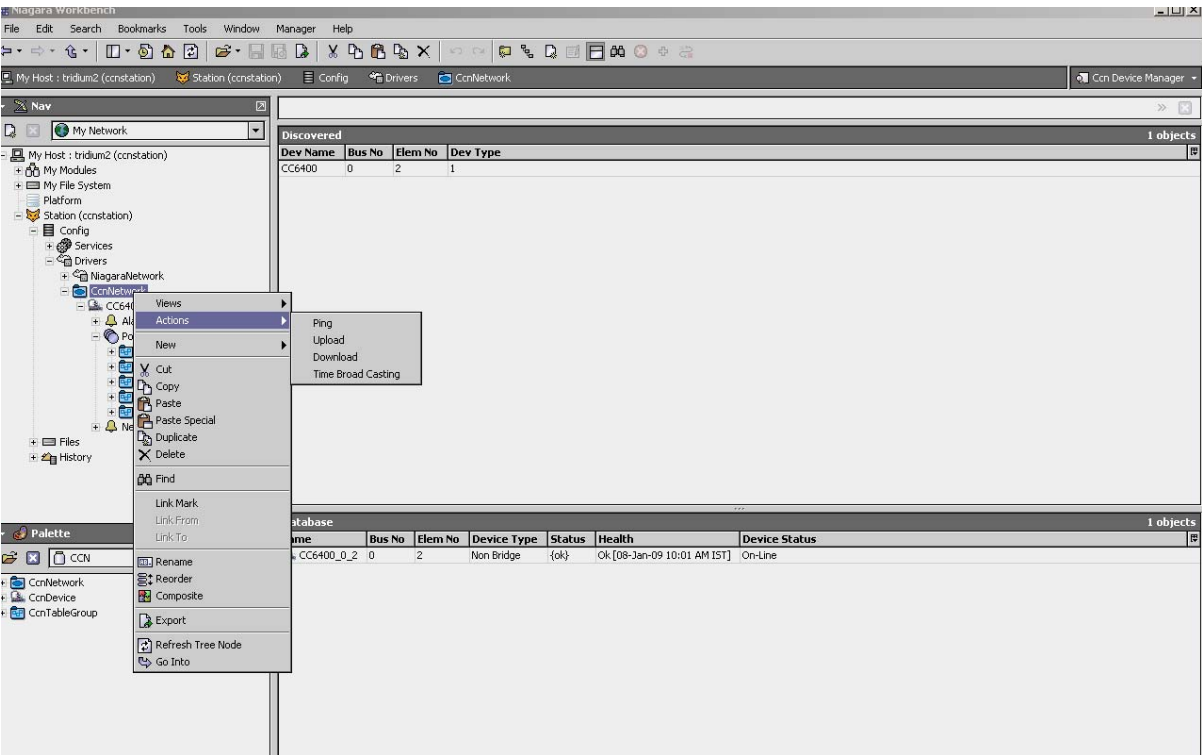 Niagara Workbench
File Edit Search Bookmarks Tools Window Manager Help
My Host : tridium2 (ccnstation) Station (ccnstation) Config Drivers CcnNetwork Ccn Device Manager
Nav
My Network
My Host : tridium2 (ccnstation)
My Modules
My File System
Platform
Station (ccnstation)
Config
Services
Drivers
NiagaraNetwork
CcnNetwork
CC640
Ala
Po
Ne
Files
History
Views
Actions
New
Cut
Copy
Paste
Paste Special
Duplicate
Delete
Find
Link Mark
Link From
Link To
Rename
Reorder
Composite
Export
Refresh Tree Node
Go Into
Ping
Upload
Download
Time Broad Casting
Discovered 1 objects
Dev Name Bus No Elem No Dev Type
CC6400 0 2 1
Palette
CCN
CcnNetwork
CcnDevice
CcnTableGroup
atabase 1 objects
ame Bus No Elem No Device Type Status Health Device Status
CC6400_0_2 0 2 Non Bridge {ok} Ok [08-Jan-09 10:01 AM IST] On-Line